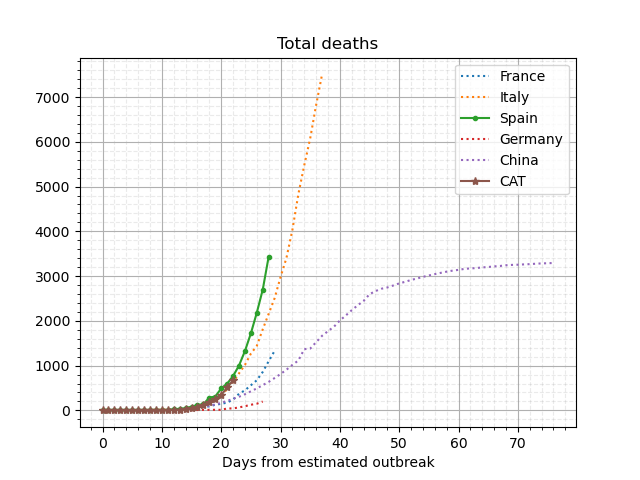 Total deaths
7000
6000
5000
4000
3000
2000
1000
0
France
Italy
Spain
Germany
China
CAT
0 10 20 30 40 50 60 70
Days from estimated outbreak